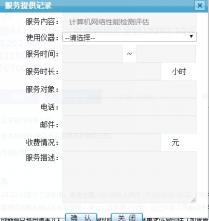 服务提供记录
服务内容: 计算机网络性能检测评估
使用仪器: --请选择--
服务时间: ~
服务时长: 小时
服务对象:
电话:
邮件:
收费情况: 元
服务描述:
确 认 关 闭